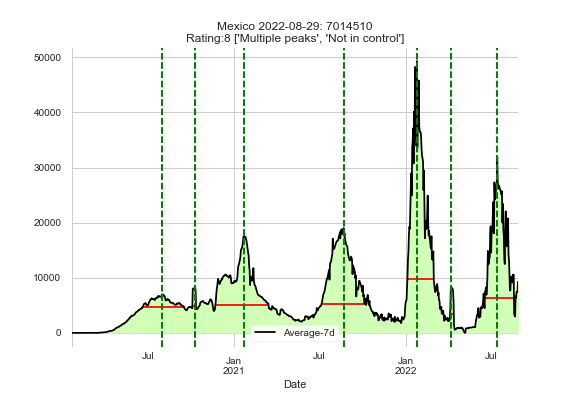 Mexico 2022-08-29: 7014510
Rating:8 ['Multiple peaks', 'Not in control']
50000
40000
30000
20000
10000
0
Average-7d
Jul
Jan
2021
Jul
Jan
2022
Jul
Date